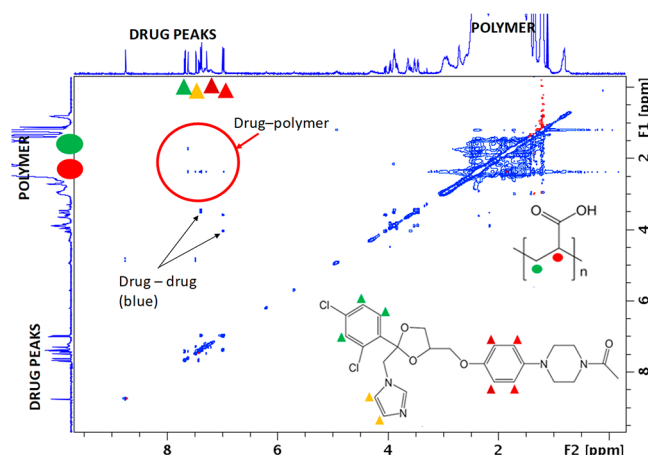 DRUG PEAKS
POLYMER
F1 [ppm]
Drug–polymer
POLYMER
2
4
O
OH
n
Drug – drug
(blue)
6
Cl
Cl
O
O
O
N
N
O
N
N
DRUG PEAKS
8
8
6
4
2
F2 [ppm]